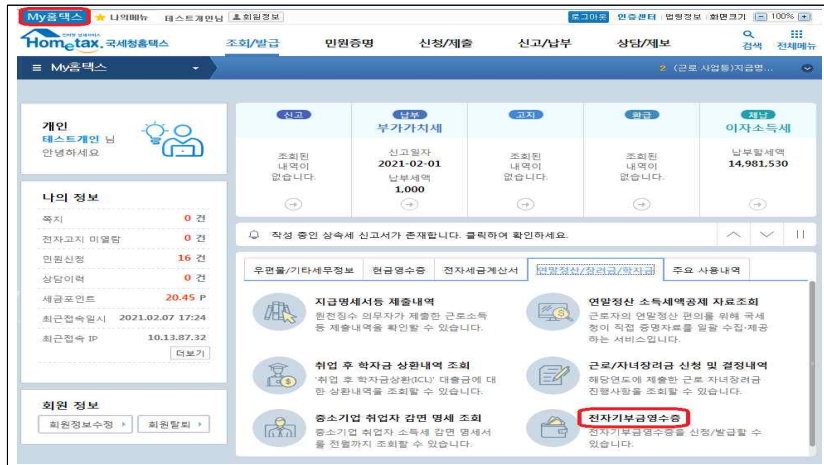 My홈택스 ★ 나의메뉴 테스트개인님 회원정보 로그아웃 인증센터 법령정보 화면크기 - 100% +
Hometax. 국세청홈택스 조회/발급 민원증명 신청/제출 신고/납부 상담/제보 검색 전체메뉴
≡ My홈택스 2 (근로·사업등)지급명...
개인
테스트개인 님
안녕하세요
나의 정보
쪽지 0 건
전자고지 미열람 0 건
민원신청 16 건
상담이력 0 건
세금포인트 20.45 P
최근접속일시 2021.02.07 17:24
최근접속 IP 10.13.87.32
더보기
회원 정보
회원정보수정 회원탈퇴
신고
조회된
내역이
없습니다.
납부
부가가치세
신고일자
2021-02-01
납부세액
1,000
고지
조회된
내역이
없습니다.
환급
조회된
내역이
없습니다.
체납
이자소득세
납부할세액
14,981,530
작성 중인 상속세 신고서가 존재합니다. 클릭하여 확인하세요.
우편물/기타세무정보 현금영수증 전자세금계산서 연말정산/장려금/학자금 주요 사용내역
지급명세서등 제출내역
원천징수 의무자가 제출한 근로소득
등 제출내역을 확인할 수 있습니다.
연말정산 소득세액공제 자료조회
근로자의 연말정산 편의를 위해 국세
청이 직접 증명자료를 일괄 수집·제공
하는 서비스입니다.
취업 후 학자금 상환내역 조회
'취업 후 학자금상환(ICL)' 대출금에 대
한 상환내역을 조회할 수 있습니다.
근로/자녀장려금 신청 및 결정내역
해당연도에 제출한 근로 자녀장려금
진행사항을 조회할 수 있습니다.
중소기업 취업자 감면 명세 조회
중소기업 취업자 소득세 감면 명세서
를 전월까지 조회할 수 있습니다.
전자기부금영수증
전자기부금영수증을 신청/발급할 수
있습니다.